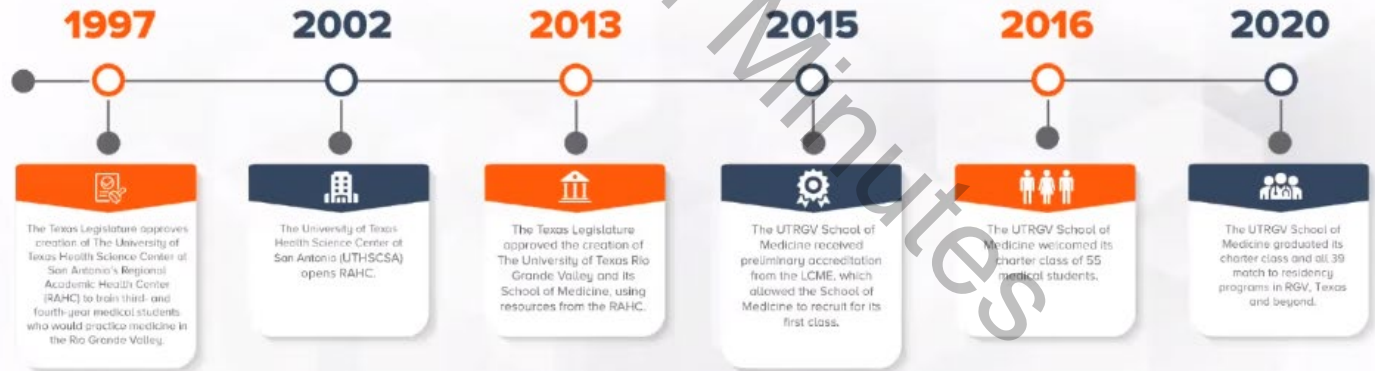 1997
2002
2013
2015
2016
2020
The Texas Legislature approves
creation of The University of
Texas Health Science Center at
San Antonio's Regional
Academic Health Center
(RAHC) to train third- and
fourth-year medical students
who would practice medicine in
the Rio Grande Valley.
The University of Texas
Health Science Center at
San Antonio (UTHSCSA)
opens RAHC.
The Texas Legislature
approved the creation of
The University of Texas Rio
Grande Valley and its
School of Medicine, using
resources from the RAHC.
The UTRGV School of
Medicine received
preliminary accreditation
from the LCME, which
allowed the School of
Medicine to recruit for its
first class.
The UTRGV School of
Medicine welcomed its
charter class of 55
medical students.
The UTRGV School of
Medicine graduated its
charter class and all 39
match to residency
programs in RGV, Texas
and beyond.
Minutes